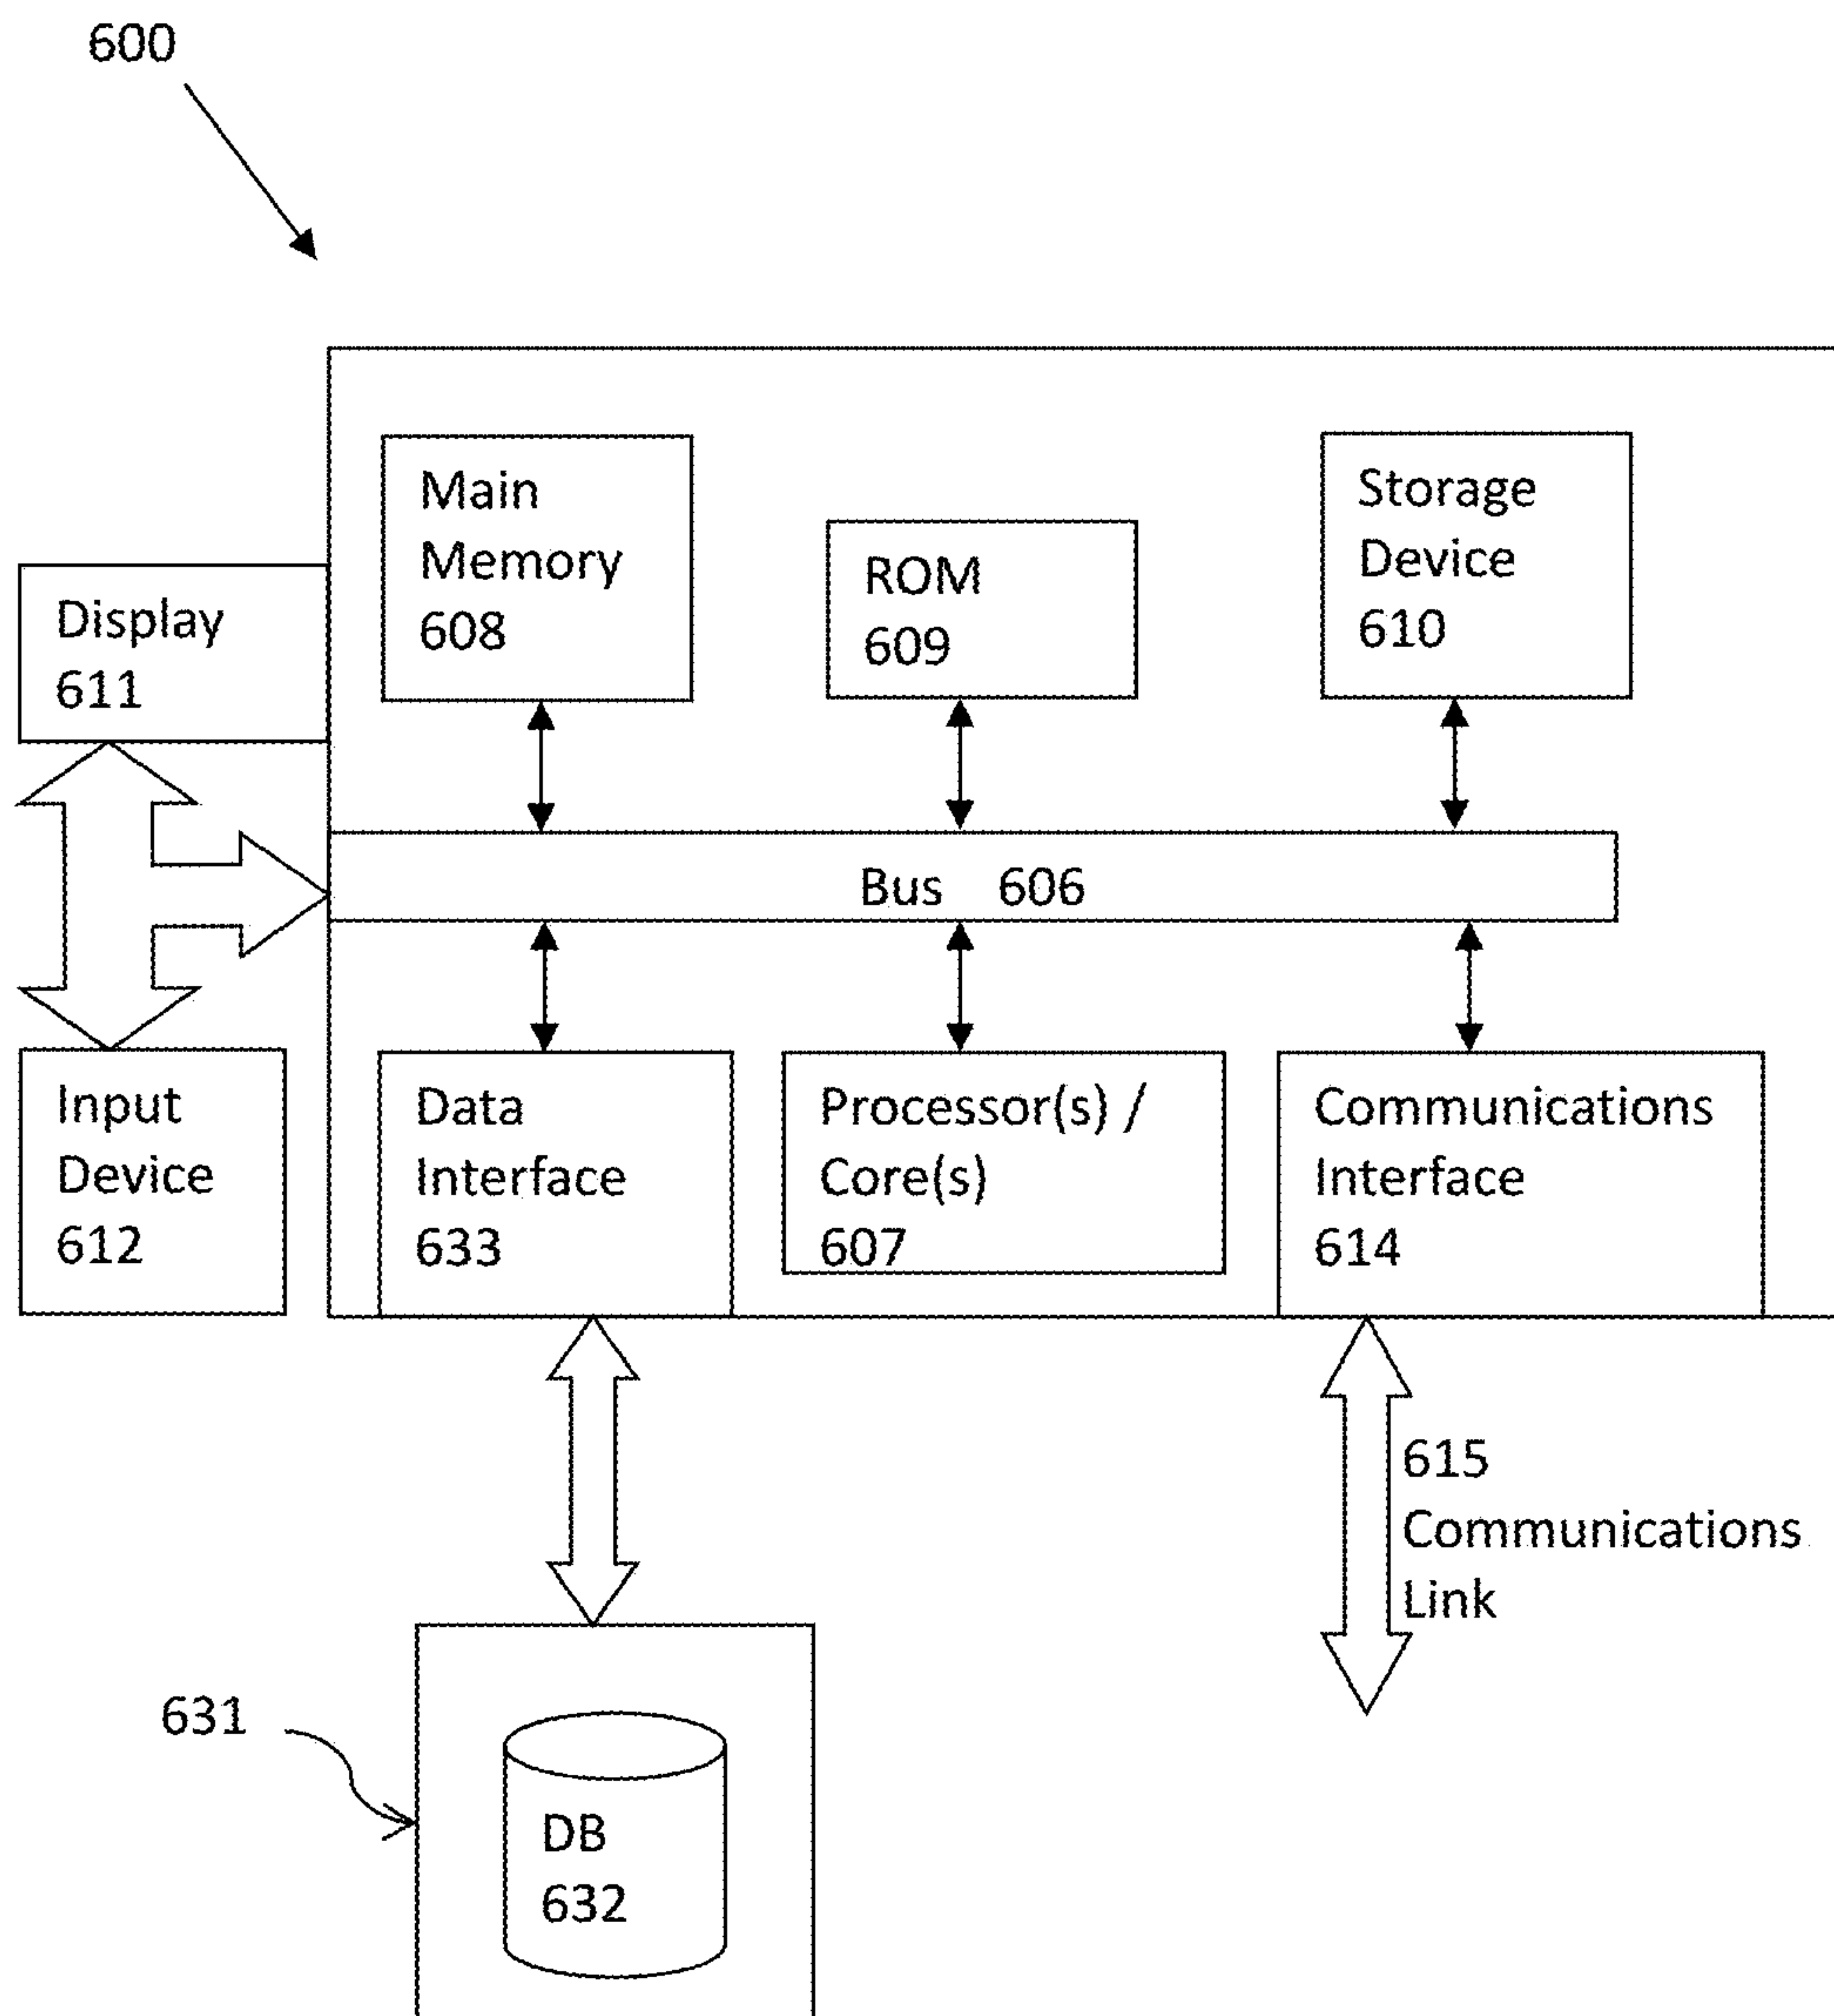 600
Main
Memory
608
ROM
609
Storage
Device
610
Display
611
Bus 606
Input
Device
612
Data
Interface
633
Processor(s) /
Core(s)
607
Communications
Interface
614
615
Communications
Link
631
DB
632